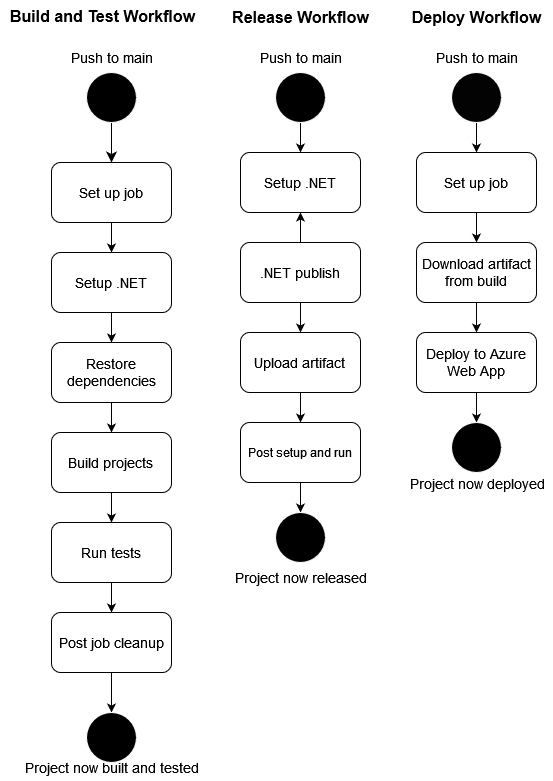 Build and Test Workflow
Push to main
Set up job
Setup .NET
Restore
dependencies
Build projects
Run tests
Post job cleanup
Project now built and tested
Release Workflow
Push to main
Setup .NET
.NET publish
Upload artifact
Post setup and run
Project now released
Deploy Workflow
Push to main
Set up job
Download artifact
from build
Deploy to Azure
Web App
Project now deployed